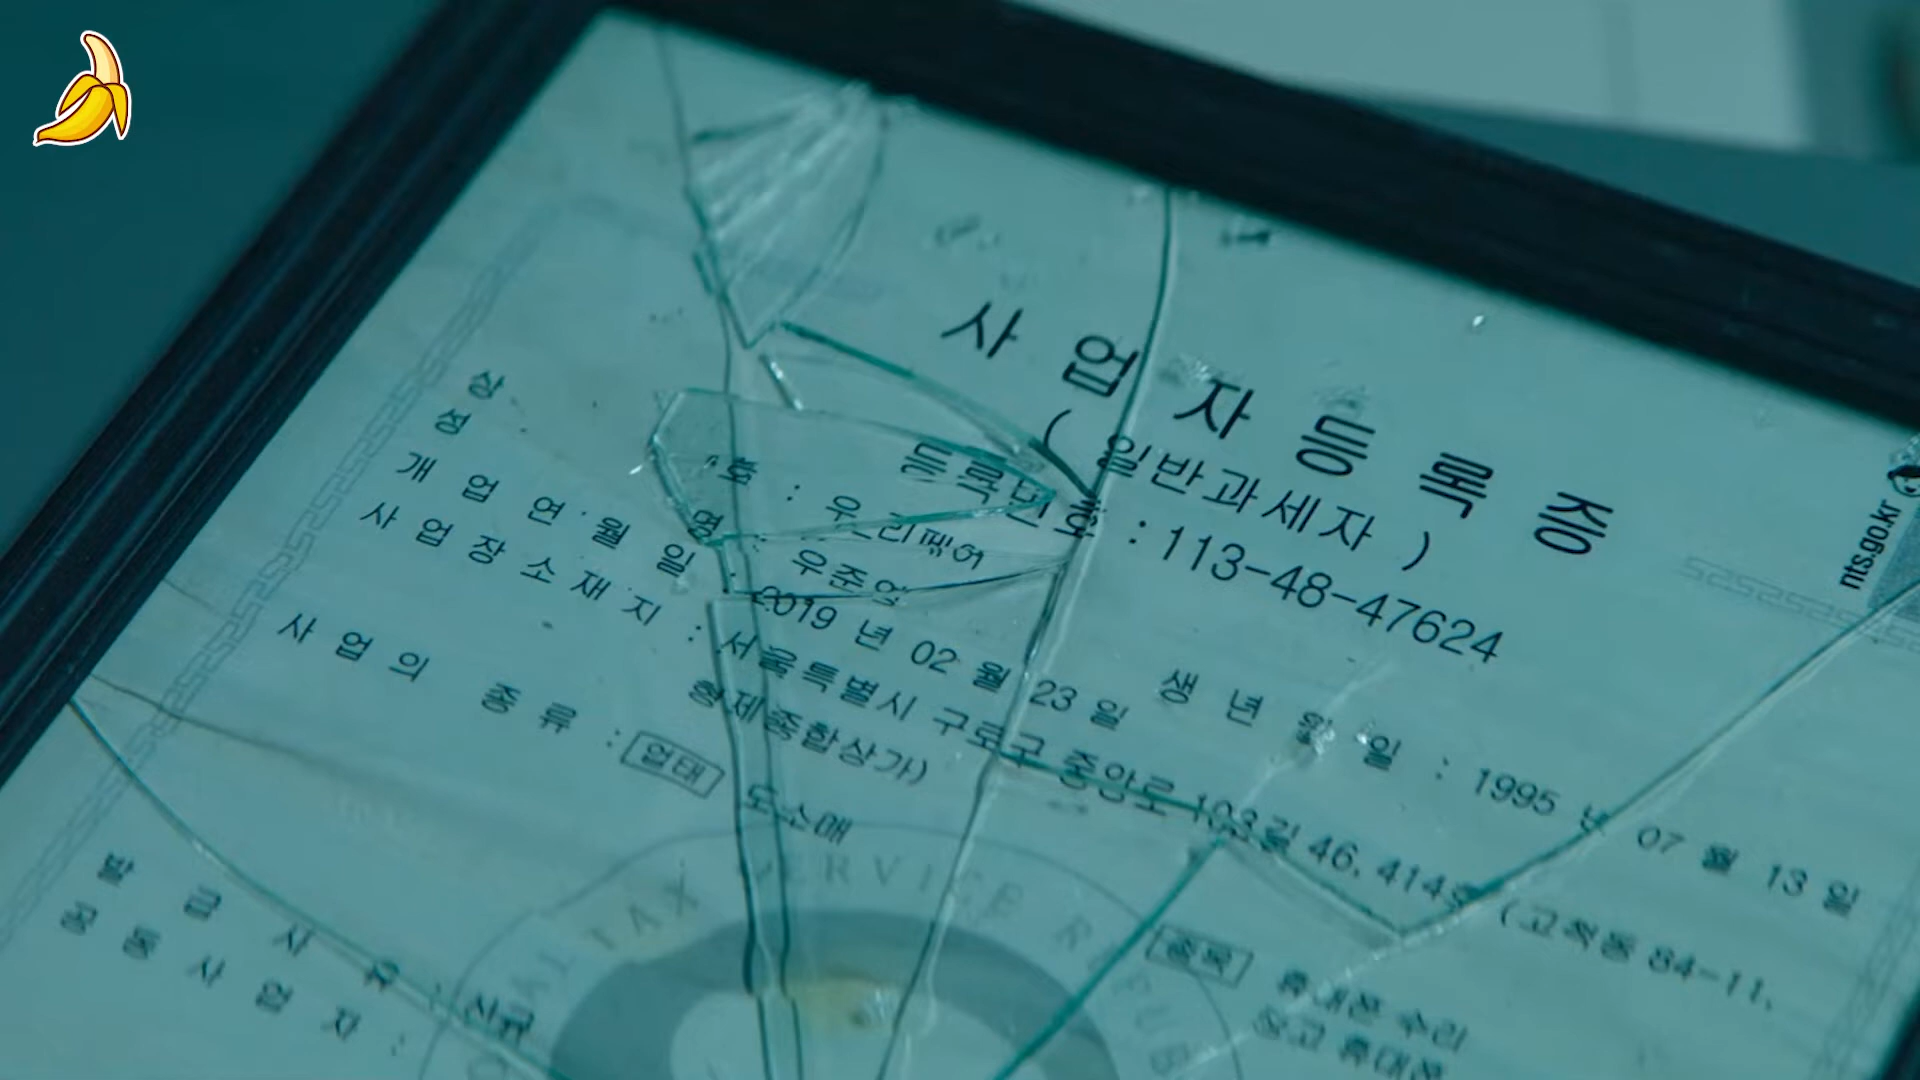 사업자등록증
( 일반과세자 )
등록번호 : 113-48-47624
상 호 : 우리폰케어
성 명 : 우준영
생 년 월 일 : 1995 년 07 월 13 일
개 업 연 월 일 : 2019 년 02 월 23 일
사 업 장 소 재 지 : 서울특별시 구로구 중앙로 103길 46, 414호 (고척동 84-11,
형제종합상가)
사 업 의 종 류 : 업태 도소매
종목 휴대폰 수리
중고 휴대폰
발 급 사 유 : 신규
공 동 사 업 자 :
nts.go.kr
TAX SERVICE